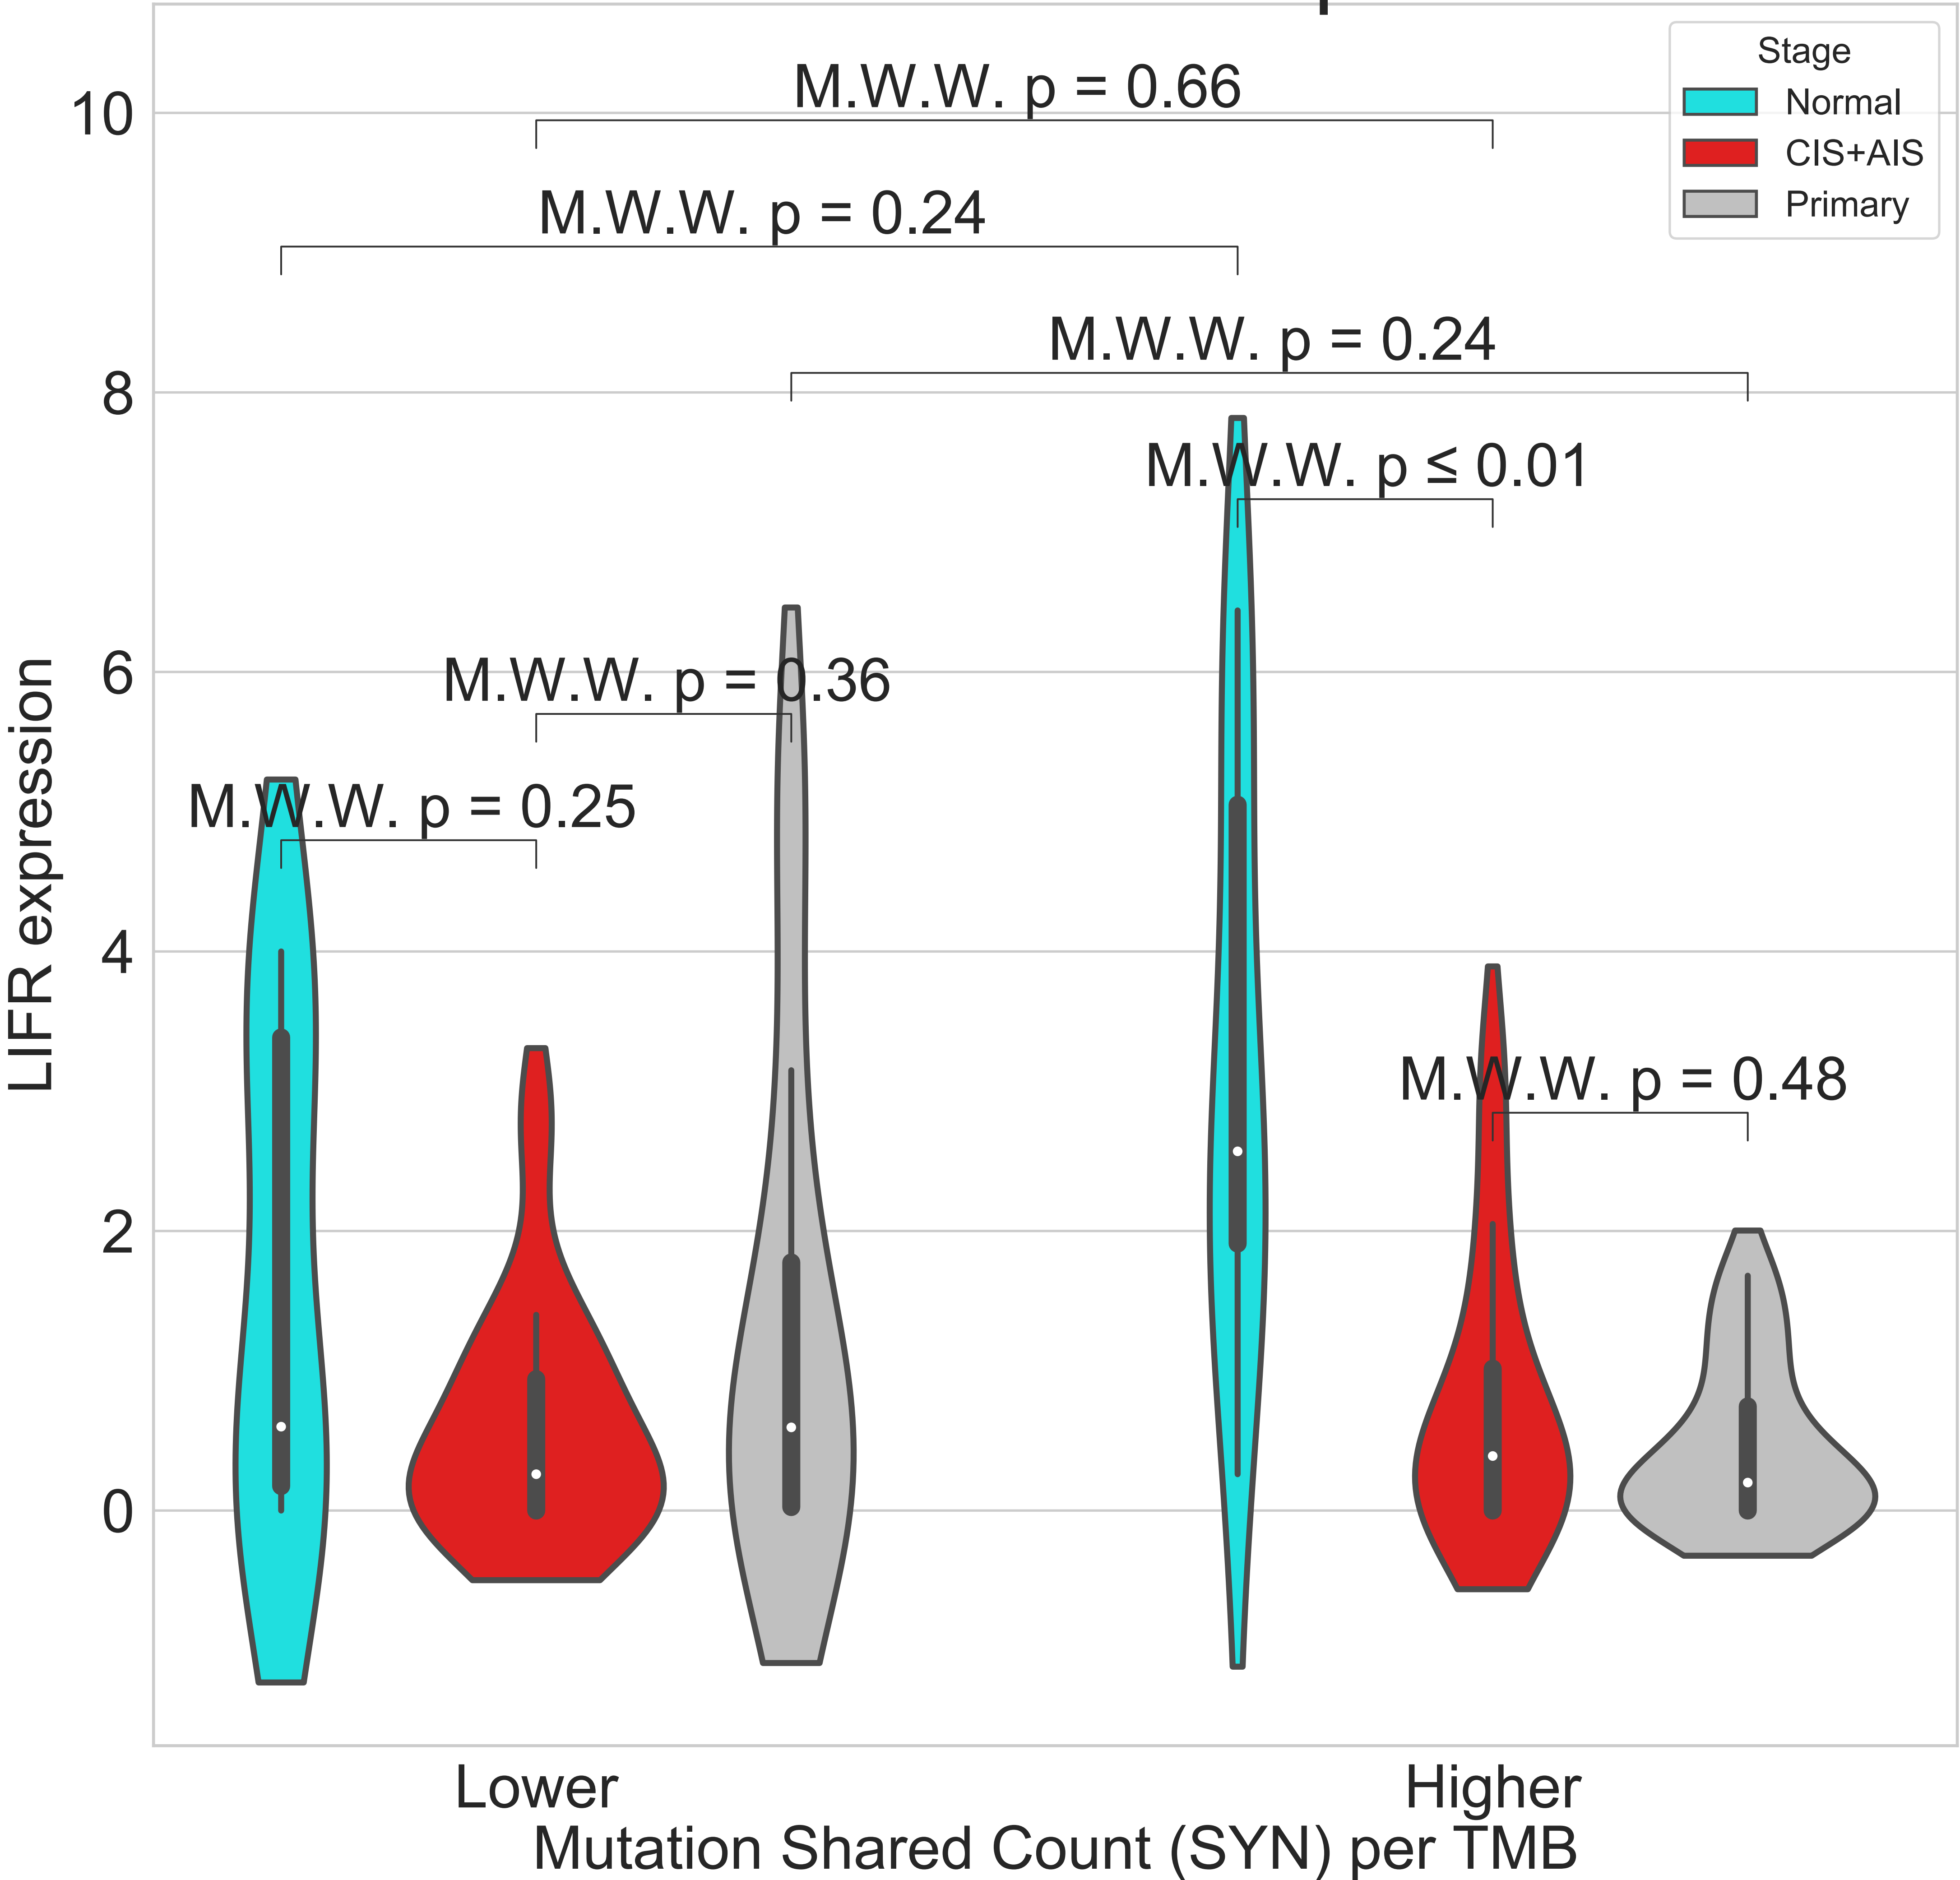 Stage
Normal
CIS+AIS
Primary
M.W.W. p = 0.66
M.W.W. p = 0.24
M.W.W. p = 0.24
M.W.W. p ≤ 0.01
M.W.W. p = 0.36
M.W.W. p = 0.25
M.W.W. p = 0.48
10
8
6
4
2
0
LIFR expression
Lower
Higher
Mutation Shared Count (SYN) per TMB